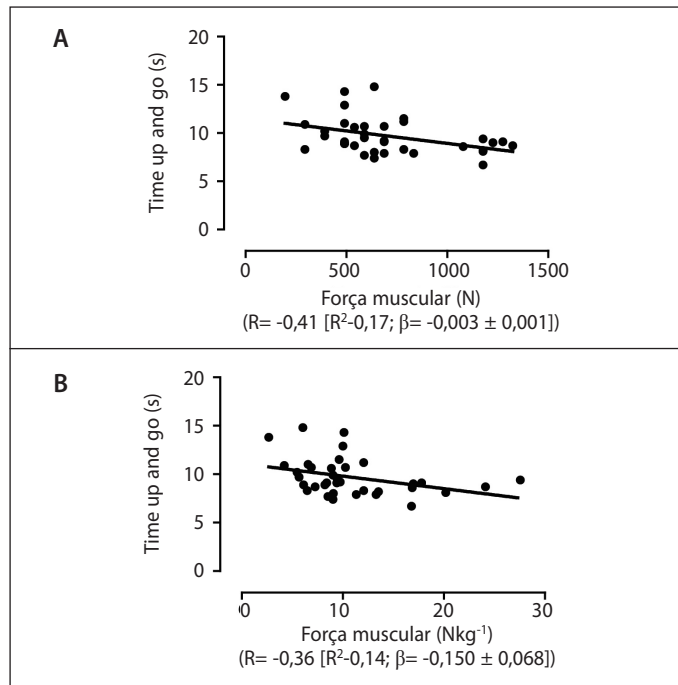 A
Time up and go (s)
20
15
10
5
0
0 500 1000 1500
Força muscular (N)
(R= -0,41 [R²-0,17; β= -0,003 ± 0,001])
B
Time up and go (s)
20
15
10
5
0
0 10 20 30
Força muscular (Nkg⁻¹)
(R= -0,36 [R²-0,14; β= -0,150 ± 0,068])